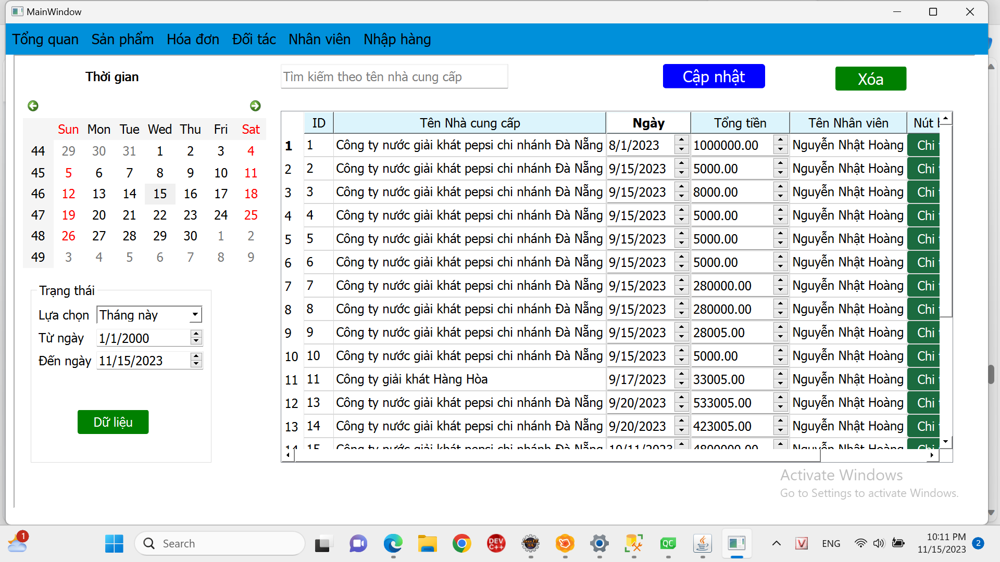 MainWindow
Tổng quan Sản phẩm Hóa đơn Đối tác Nhân viên Nhập hàng
Thời gian
Tìm kiếm theo tên nhà cung cấp
Cập nhật
Xóa
Sun Mon Tue Wed Thu Fri Sat
44 29 30 31 1 2 3 4
45 5 6 7 8 9 10 11
46 12 13 14 15 16 17 18
47 19 20 21 22 23 24 25
48 26 27 28 29 30 1 2
49 3 4 5 6 7 8 9
Trạng thái
Lựa chọn Tháng này
Từ ngày 1/1/2000
Đến ngày 11/15/2023
Dữ liệu
ID Tên Nhà cung cấp Ngày Tổng tiền Tên Nhân viên Nút
1 1 Công ty nước giải khát pepsi chi nhánh Đà Nẵng 8/1/2023 1000000.00 Nguyễn Nhật Hoàng Chi
2 2 Công ty nước giải khát pepsi chi nhánh Đà Nẵng 9/15/2023 5000.00 Nguyễn Nhật Hoàng Chi
3 3 Công ty nước giải khát pepsi chi nhánh Đà Nẵng 9/15/2023 8000.00 Nguyễn Nhật Hoàng Chi
4 4 Công ty nước giải khát pepsi chi nhánh Đà Nẵng 9/15/2023 5000.00 Nguyễn Nhật Hoàng Chi
5 5 Công ty nước giải khát pepsi chi nhánh Đà Nẵng 9/15/2023 5000.00 Nguyễn Nhật Hoàng Chi
6 6 Công ty nước giải khát pepsi chi nhánh Đà Nẵng 9/15/2023 5000.00 Nguyễn Nhật Hoàng Chi
7 7 Công ty nước giải khát pepsi chi nhánh Đà Nẵng 9/15/2023 280000.00 Nguyễn Nhật Hoàng Chi
8 8 Công ty nước giải khát pepsi chi nhánh Đà Nẵng 9/15/2023 280000.00 Nguyễn Nhật Hoàng Chi
9 9 Công ty nước giải khát pepsi chi nhánh Đà Nẵng 9/15/2023 28005.00 Nguyễn Nhật Hoàng Chi
10 10 Công ty nước giải khát pepsi chi nhánh Đà Nẵng 9/15/2023 5000.00 Nguyễn Nhật Hoàng Chi
11 11 Công ty giải khát Hàng Hòa 9/17/2023 33005.00 Nguyễn Nhật Hoàng Chi
12 13 Công ty nước giải khát pepsi chi nhánh Đà Nẵng 9/20/2023 533005.00 Nguyễn Nhật Hoàng Chi
13 14 Công ty nước giải khát pepsi chi nhánh Đà Nẵng 9/20/2023 423005.00 Nguyễn Nhật Hoàng Chi
14 15 Công ty nước giải khát pepsi chi nhánh Đà Nẵng 10/11/2023 4800000.00 Nguyễn Nhật Hoàng Chi
Activate Windows
Go to Settings to activate Windows.
1
Search
DEV C++
Java EE IDE
QC
V
ENG
10:11 PM
11/15/2023
2